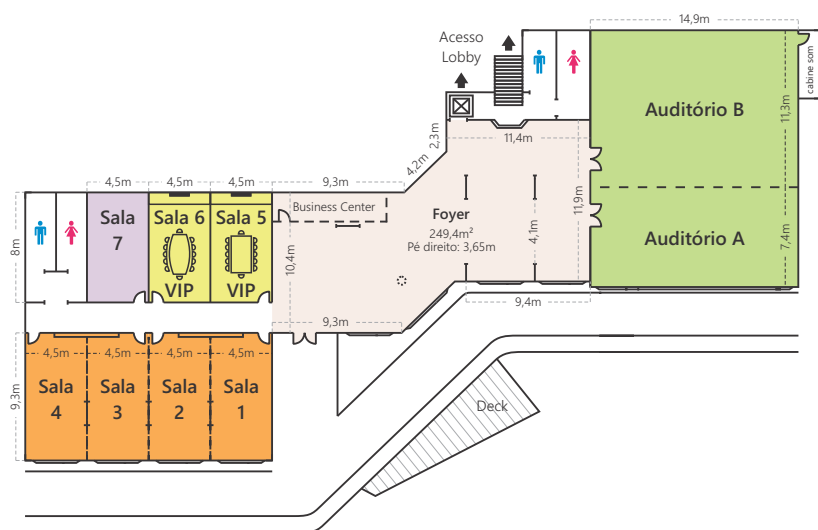 14,9m
Acesso
Lobby
cabine som
Auditório B
11,3m
2,3m
11,4m
4,2m
4,5m
4,5m
4,5m
9,3m
Business Center
Foyer
249,4m²
Pé direito: 3,65m
4,1m
11,9m
Sala
7
Sala 6
VIP
Sala 5
VIP
8m
10,4m
Auditório A
7,4m
9,4m
9,3m
4,5m
4,5m
4,5m
4,5m
9,3m
Sala
4
Sala
3
Sala
2
Sala
1
Deck